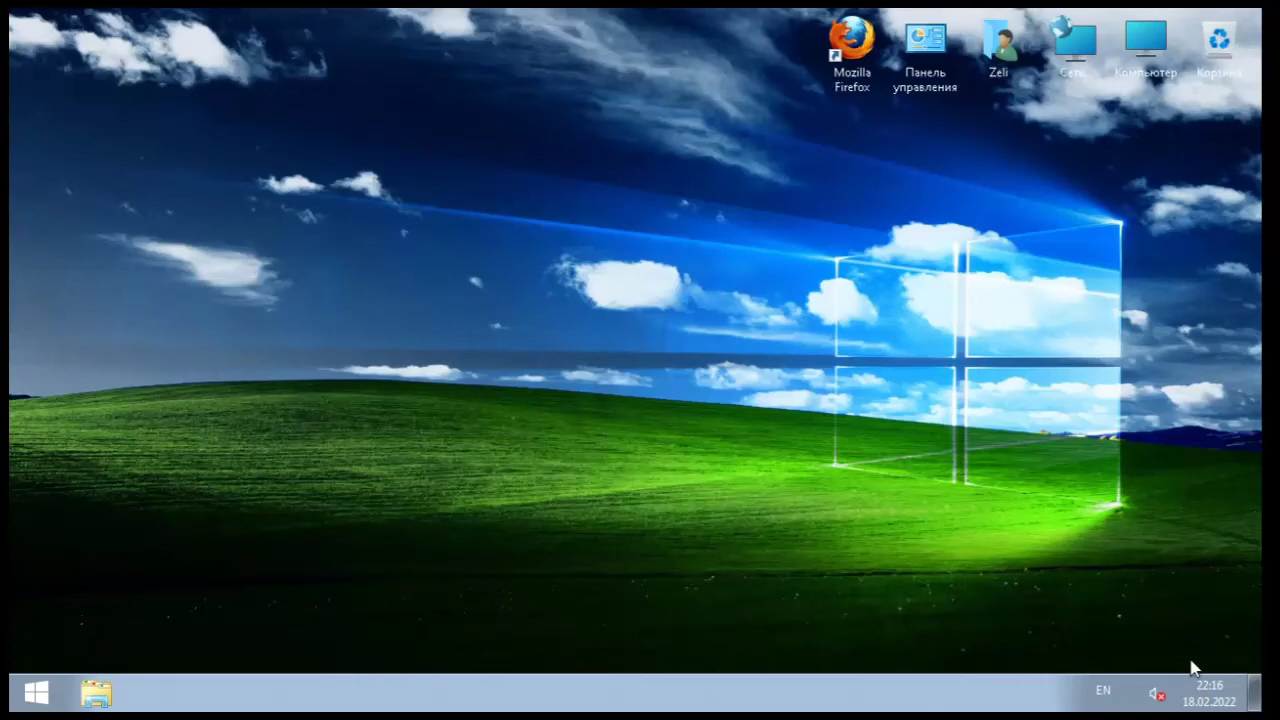 Mozilla
Firefox
Панель
управления
Zeli
Сеть
Компьютер
Корзина
EN
22:16
18.02.2022